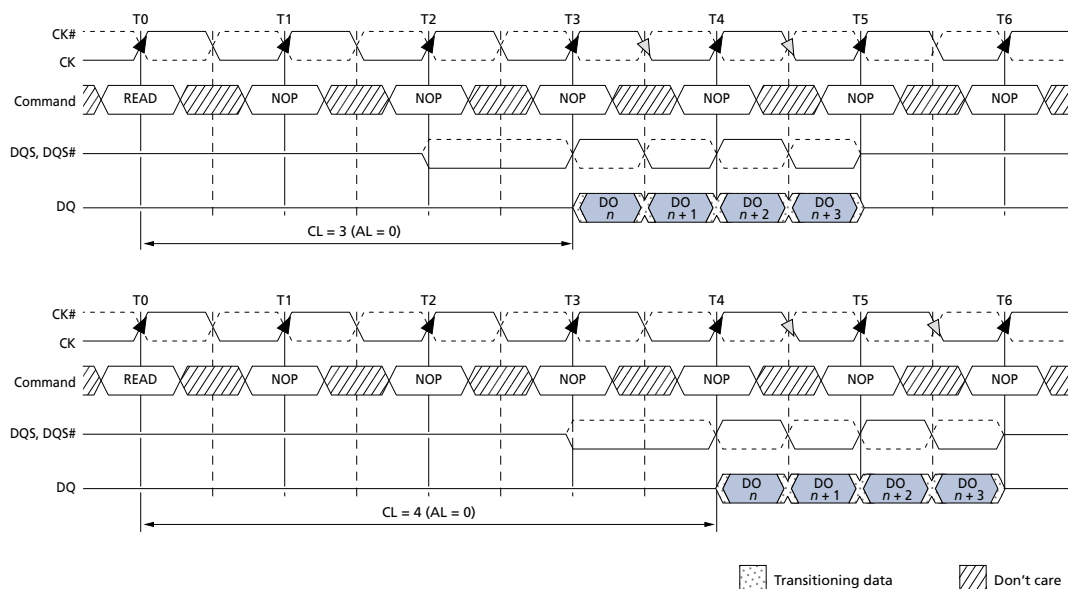 T0 T1 T2 T3 T4 T5 T6
CK#
CK
Command READ NOP NOP NOP NOP NOP NOP
DQS, DQS#
DQ DO n DO n + 1 DO n + 2 DO n + 3
CL = 3 (AL = 0)
T0 T1 T2 T3 T4 T5 T6
CK#
CK
Command READ NOP NOP NOP NOP NOP NOP
DQS, DQS#
DQ DO n DO n + 1 DO n + 2 DO n + 3
CL = 4 (AL = 0)
Transitioning data Don't care